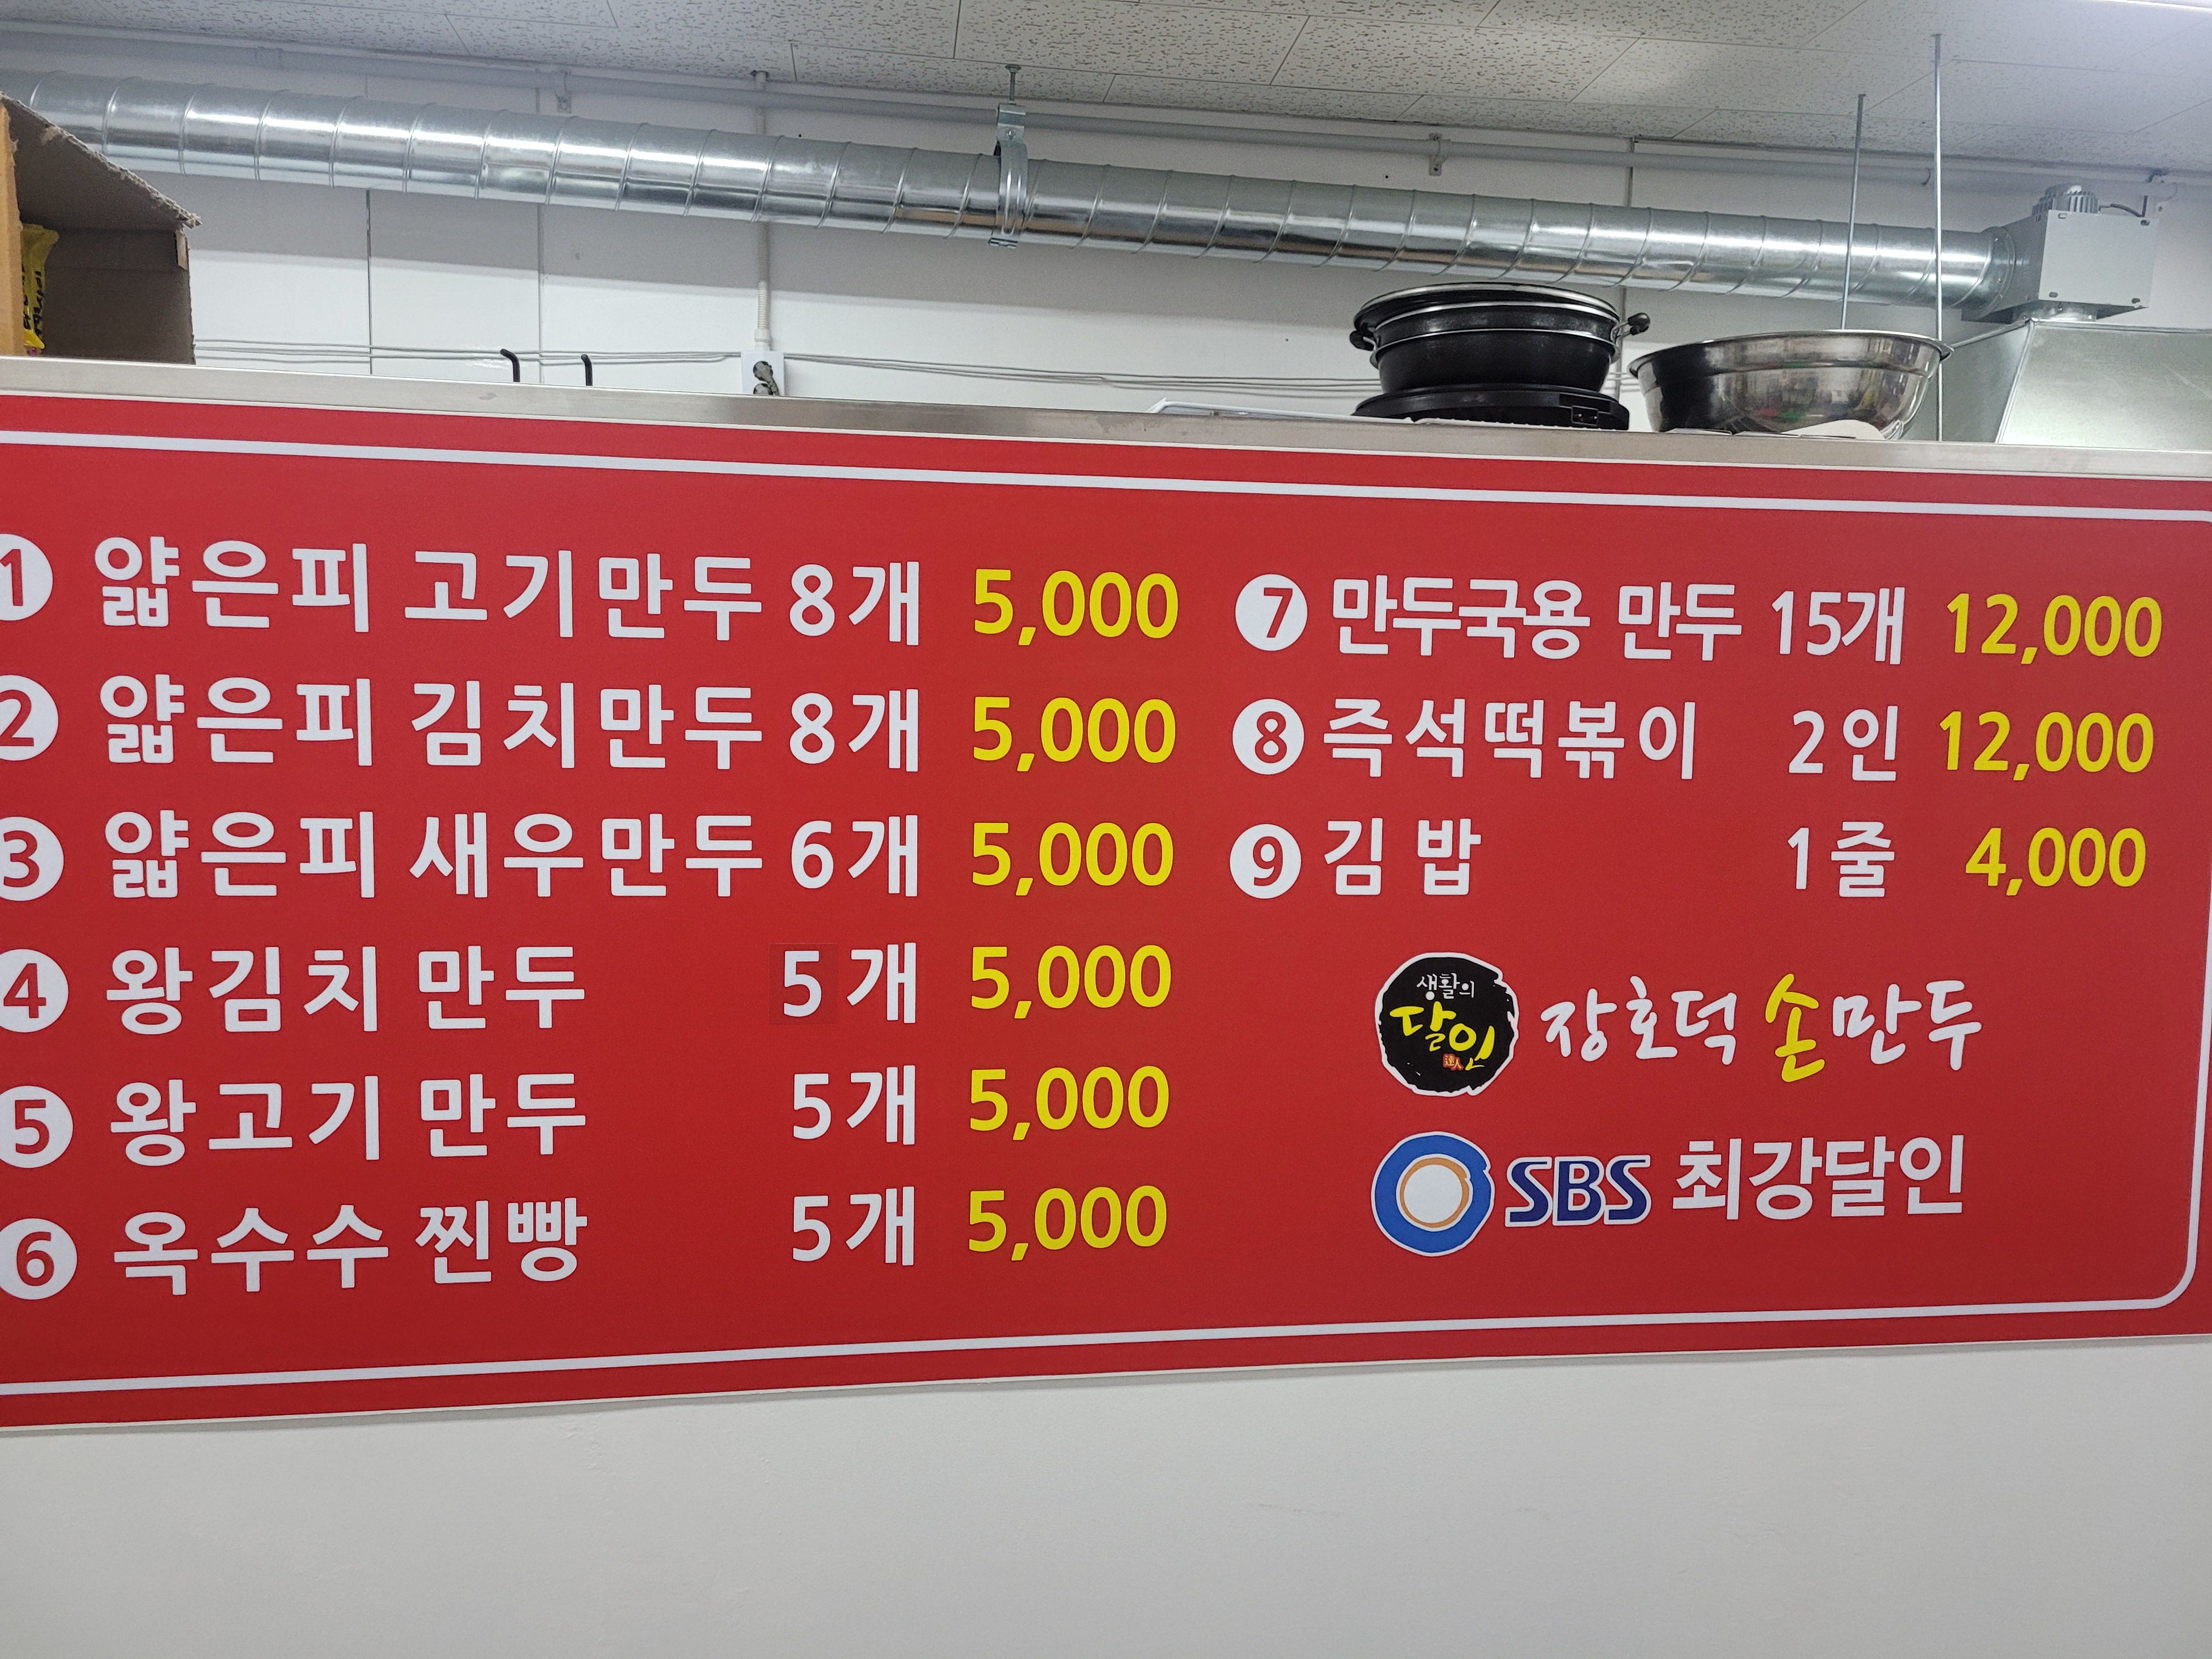 1 얇은피 고기만두 8개 5,000
2 얇은피 김치만두 8개 5,000
3 얇은피 새우만두 6개 5,000
4 왕김치 만두 5개 5,000
5 왕고기 만두 5개 5,000
6 옥수수 찐빵 5개 5,000
7 만두국용 만두 15개 12,000
8 즉석떡볶이 2인 12,000
9 김밥 1줄 4,000
생활의
달인
達人
장호덕 손만두
SBS 최강달인